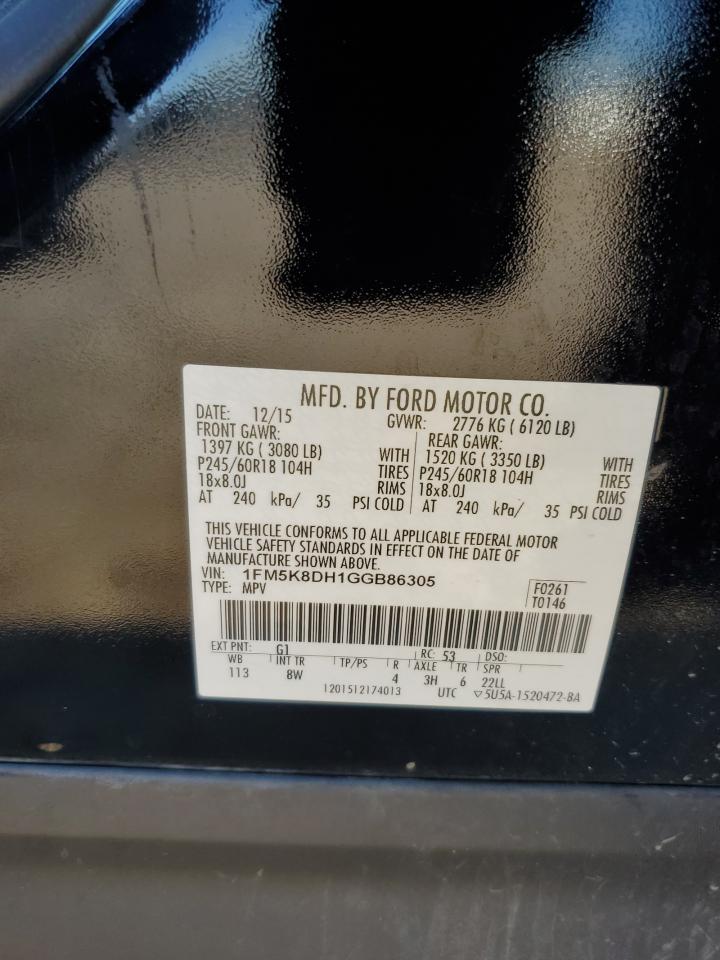 MFD. BY FORD MOTOR CO.
DATE: 12/15 GVWR: 2776 KG ( 6120 LB)
FRONT GAWR: REAR GAWR:
1397 KG ( 3080 LB) WITH 1520 KG ( 3350 LB) WITH
P245/60R18 104H TIRES P245/60R18 104H TIRES
18x8.0J RIMS 18x8.0J RIMS
AT 240 kPa/ 35 PSI COLD AT 240 kPa/ 35 PSI COLD
THIS VEHICLE CONFORMS TO ALL APPLICABLE FEDERAL MOTOR
VEHICLE SAFETY STANDARDS IN EFFECT ON THE DATE OF
MANUFACTURE SHOWN ABOVE.
VIN: 1FM5K8DH1GGB86305
TYPE: MPV
F0261
T0146
EXT PNT: G1 RC: 53 DSO:
WB INT TR TP/PS R AXLE TR SPR
113 8W 4 3H 6 22LL
1201512174013 UTC ▽5U5A-1520472-BA